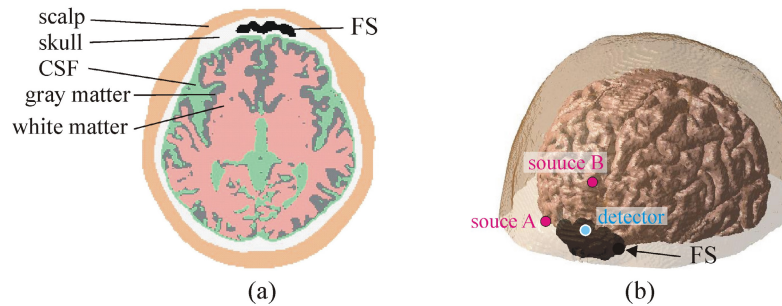 scalp
skull
CSF
gray matter
white matter
FS
(a)
souuce B
souce A
detector
FS
(b)